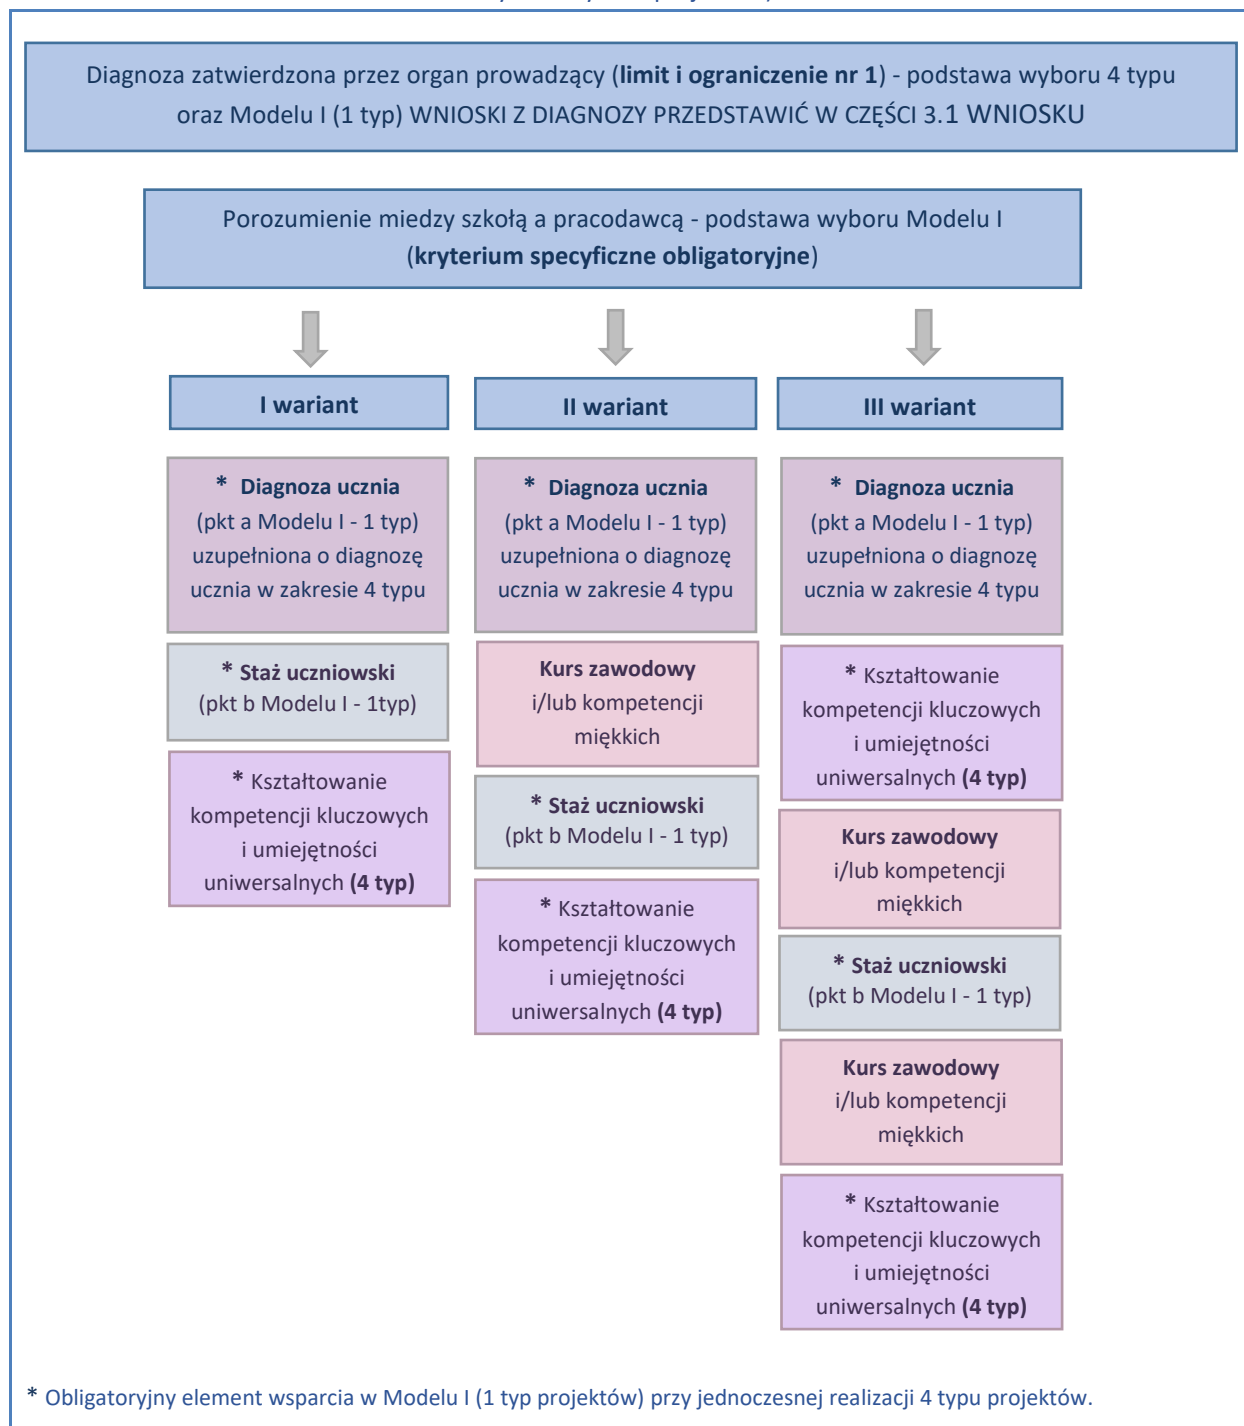 Diagnoza zatwierdzona przez organ prowadzący (limit i ograniczenie nr 1) - podstawa wyboru 4 typu
oraz Modelu I (1 typ) WNIOSKI Z DIAGNOZY PRZEDSTAWIĆ W CZĘŚCI 3.1 WNIOSKU
Porozumienie miedzy szkołą a pracodawcą - podstawa wyboru Modelu I
(kryterium specyficzne obligatoryjne)
I wariant
* Diagnoza ucznia
(pkt a Modelu I - 1 typ)
uzupełniona o diagnozę
ucznia w zakresie 4 typu
* Staż uczniowski
(pkt b Modelu I - 1typ)
* Kształtowanie
kompetencji kluczowych
i umiejętności
uniwersalnych (4 typ)
II wariant
* Diagnoza ucznia
(pkt a Modelu I - 1 typ)
uzupełniona o diagnozę
ucznia w zakresie 4 typu
Kurs zawodowy
i/lub kompetencji
miękkich
* Staż uczniowski
(pkt b Modelu I - 1 typ)
* Kształtowanie
kompetencji kluczowych
i umiejętności
uniwersalnych (4 typ)
III wariant
* Diagnoza ucznia
(pkt a Modelu I - 1 typ)
uzupełniona o diagnozę
ucznia w zakresie 4 typu
* Kształtowanie
kompetencji kluczowych
i umiejętności
uniwersalnych (4 typ)
Kurs zawodowy
i/lub kompetencji
miękkich
* Staż uczniowski
(pkt b Modelu I - 1 typ)
Kurs zawodowy
i/lub kompetencji
miękkich
* Kształtowanie
kompetencji kluczowych
i umiejętności
uniwersalnych (4 typ)
* Obligatoryjny element wsparcia w Modelu I (1 typ projektów) przy jednoczesnej realizacji 4 typu projektów.